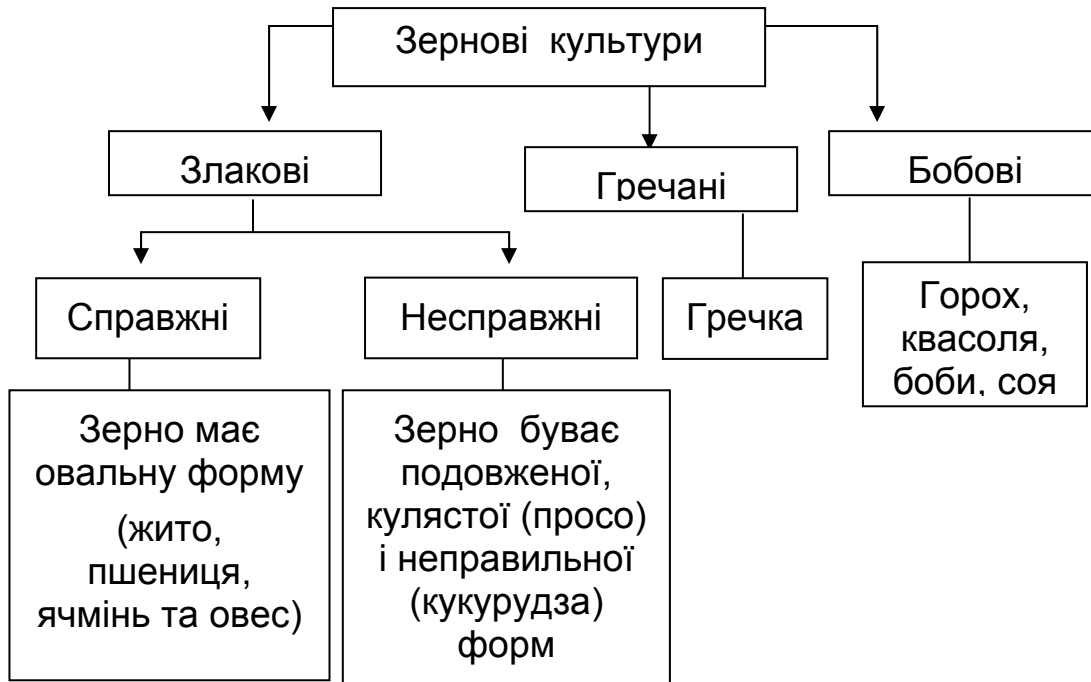 Зернові культури
Злакові
Гречані
Бобові
Справжні
Несправжні
Гречка
Горох,
квасоля,
боби, соя
Зерно має
овальну форму
(жито,
пшениця,
ячмінь та овес)
Зерно буває
подовженої,
кулястої (просо)
і неправильної
(кукурудза)
форм